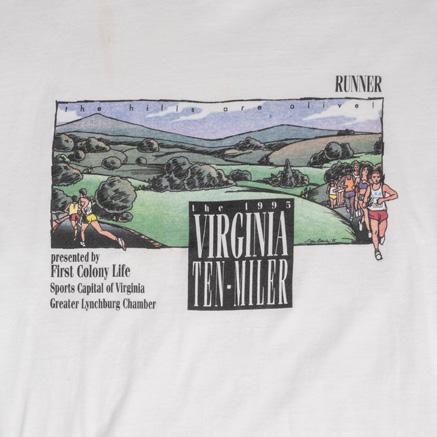 RUNNER
the hills are alive!
the 1995
VIRGINIA
TEN-MILER
presented by
First Colony Life
Sports Capital of Virginia
Greater Lynchburg Chamber